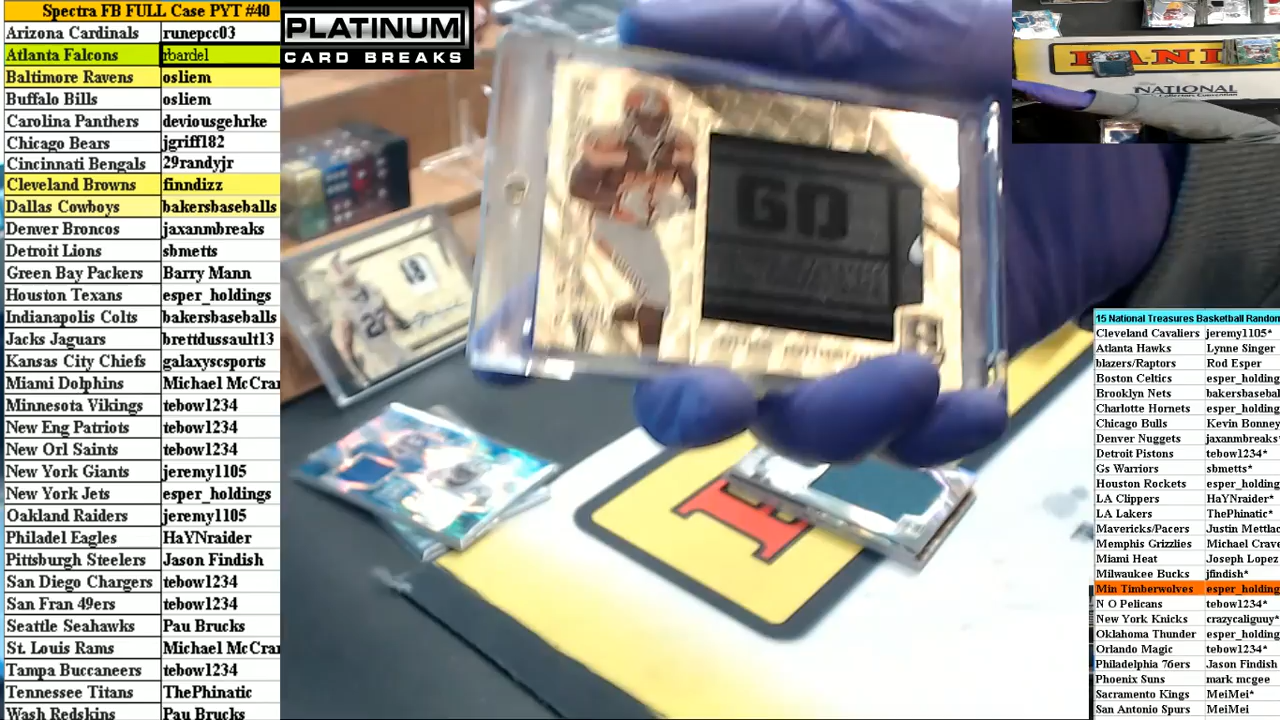 Spectra FB FULL Case PYT #40
Arizona Cardinals runepcc03
Atlanta Falcons rbardel
Baltimore Ravens osliem
Buffalo Bills osliem
Carolina Panthers deviousgehrke
Chicago Bears jgriff182
Cincinnati Bengals 29randyjr
Cleveland Browns finndizz
Dallas Cowboys bakersbaseballs
Denver Broncos jaxanmbreaks
Detroit Lions sbmetts
Green Bay Packers Barry Mann
Houston Texans esper_holdings
Indianapolis Colts bakersbaseballs
Jacks Jaguars brettdussault13
Kansas City Chiefs galaxyscsports
Miami Dolphins Michael McCra
Minnesota Vikings tebow1234
New Eng Patriots tebow1234
New Orl Saints tebow1234
New York Giants jeremy1105
New York Jets esper_holdings
Oakland Raiders jeremy1105
Philadel Eagles HaYNraider
Pittsburgh Steelers Jason Findish
San Diego Chargers tebow1234
San Fran 49ers tebow1234
Seattle Seahawks Pau Brucks
St. Louis Rams Michael McCra
Tampa Buccaneers tebow1234
Tennessee Titans ThePhinatic
Wash Redskins Pau Brucks
PLATINUM
CARD BREAKS
GO
PANINI
NATIONAL
15 National Treasures Basketball Random
Cleveland Cavaliers jeremy1105*
Atlanta Hawks Lynne Singer
blazers/Raptors Rod Esper
Boston Celtics esper_holding
Brooklyn Nets bakersbasebal
Charlotte Hornets esper_holding
Chicago Bulls Kevin Bonney
Denver Nuggets jaxanmbreaks
Detroit Pistons tebow1234*
Gs Warriors sbmetts*
Houston Rockets esper_holding
LA Clippers HaYNraider*
LA Lakers ThePhinatic*
Mavericks/Pacers Justin Mettlac
Memphis Grizzlies Michael Crave
Miami Heat Joseph Lopez
Milwaukee Bucks jfindish*
Min Timberwolves esper_holding
N O Pelicans tebow1234*
New York Knicks crazycaliguuy*
Oklahoma Thunder esper_holding
Orlando Magic tebow1234*
Philadelphia 76ers Jason Findish
Phoenix Suns mark mcgee
Sacramento Kings MeiMei*
San Antonio Spurs MeiMei